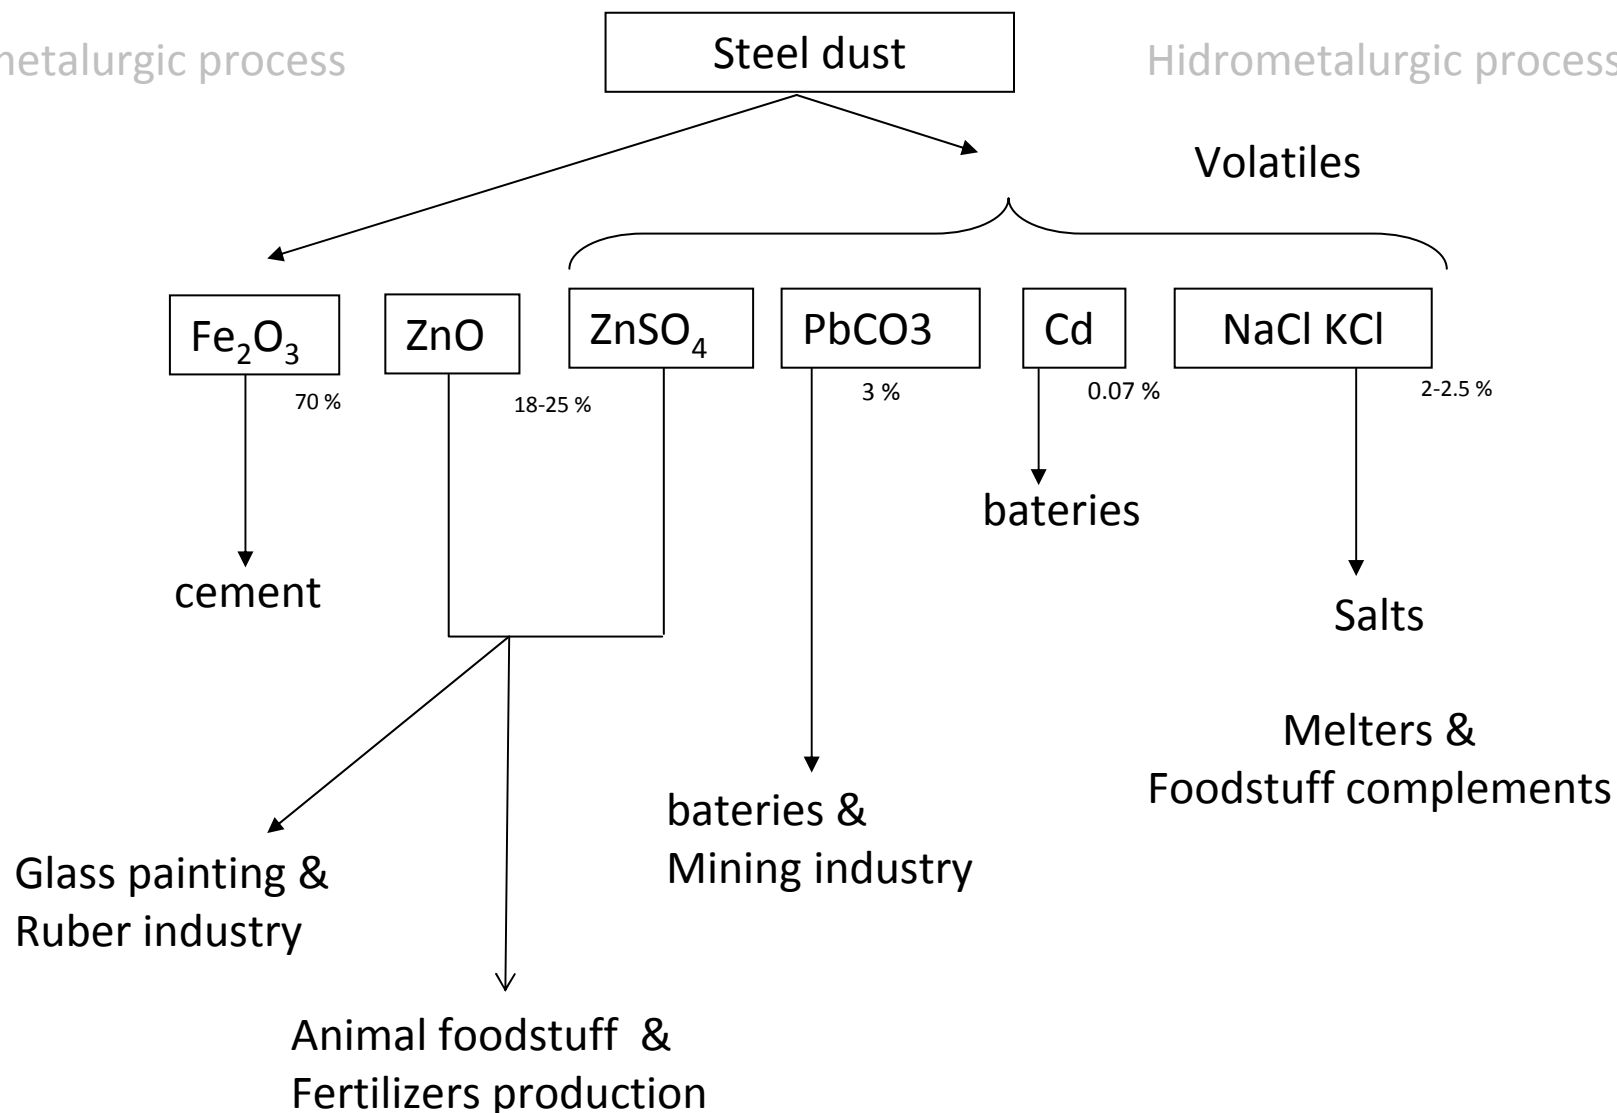 netalurgic process
Steel dust
Hidrometalurgic process
Volatiles
Fe₂O₃
ZnO
ZnSO₄
PbCO3
Cd
NaCl KCl
70 %
18-25 %
3 %
0.07 %
2-2.5 %
bateries
cement
Salts
Melters &
Foodstuff complements
bateries &
Mining industry
Glass painting &
Ruber industry
Animal foodstuff &
Fertilizers production